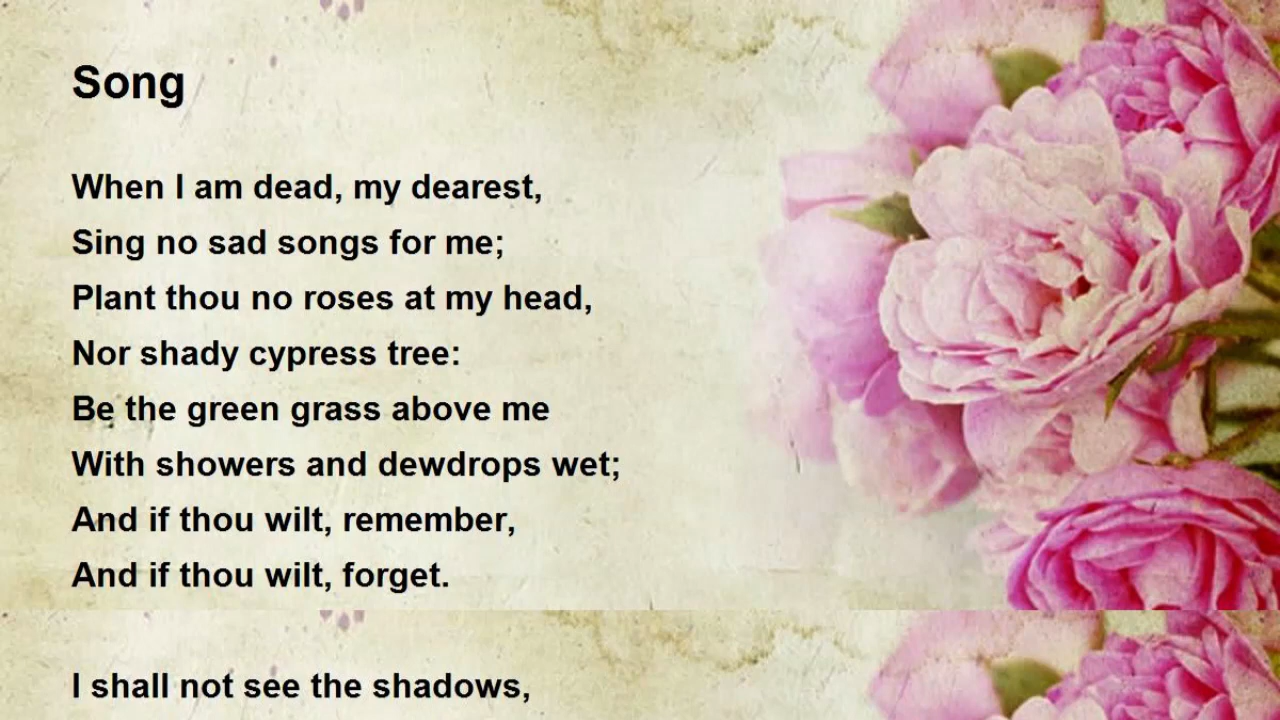 Song
When I am dead, my dearest,
Sing no sad songs for me;
Plant thou no roses at my head,
Nor shady cypress tree:
Be the green grass above me
With showers and dewdrops wet;
And if thou wilt, remember,
And if thou wilt, forget.
I shall not see the shadows,